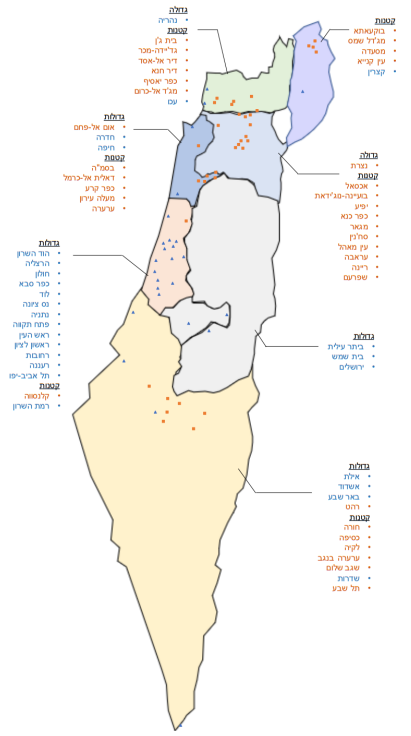 גדולה
נהריה
קטנות
בית ג'ן
ג'דיידה-מכר
דיר אל-אסד
דיר חנא
כפר יאסיף
מג'ד אל-כרום
עם
קטנות
בוקעאתא
מג'דל שמס
מסעדה
עין קנייא
קצרין
גדולות
אום אל-פחם
חדרה
חיפה
קטנות
בסמ"ה
דאלית אל-כרמל
כפר קרע
מעלה עירון
ערערה
גדולה
נצרת
קטנות
אכסאל
בועיינה-נוג'ידאת
יפיע
כפר כנא
מגאר
סח'נין
עין מאהל
עראבה
ריינה
שפרעם
גדולות
הוד השרון
הרצליה
חולון
כפר סבא
לוד
נס ציונה
נתניה
פתח תקווה
ראש העין
ראשון לציון
רחובות
רעננה
תל אביב-יפו
קטנות
קלנסווה
רמת השרון
גדולות
ביתר עילית
בית שמש
ירושלים
גדולות
אילת
אשדוד
באר שבע
רהט
קטנות
חורה
כסיפה
לקיה
ערערה בנגב
שגב שלום
שדרות
תל שבע